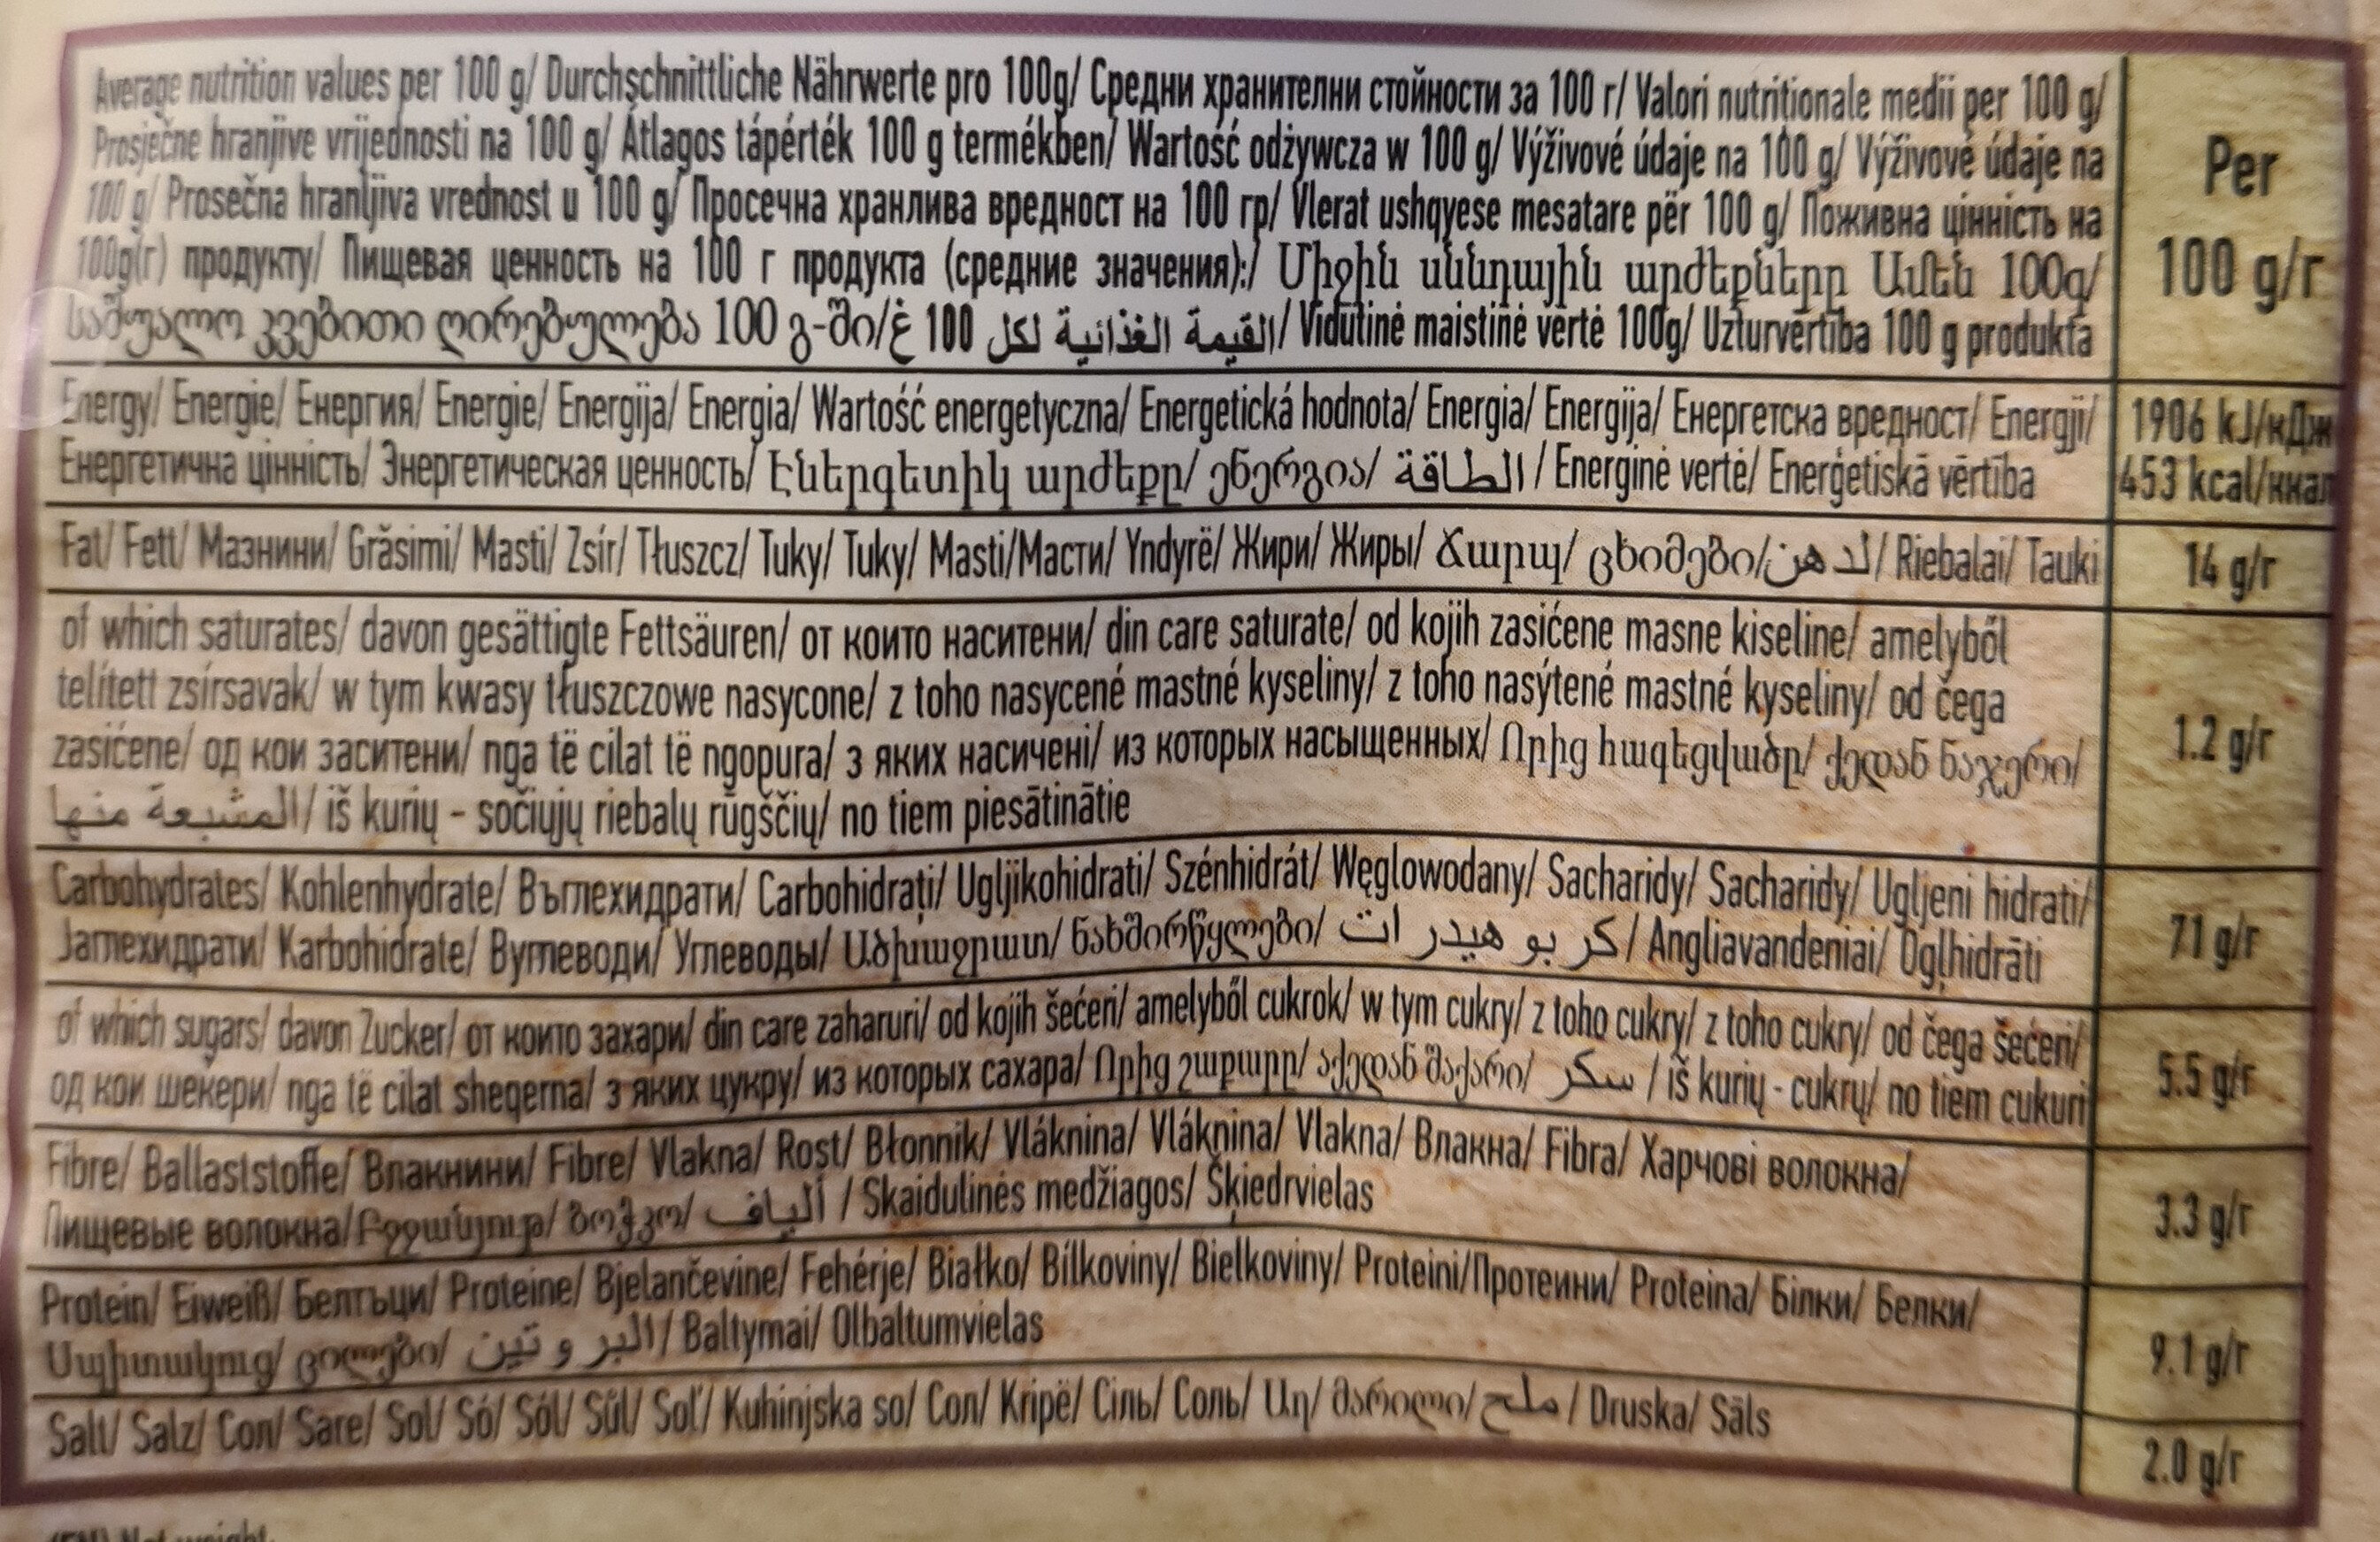 Average nutrition values per 100 g/ Durchschnittliche Nährwerte pro 100g/ Средни хранителни стойности за 100 г/ Valori nutriționale medii per 100 g/
Prosječne hranjive vrijednosti na 100 g/ Átlagos tápérték 100 g termékben/ Wartość odżywcza w 100 g/ Výživové údaje na 100 g/ Výživové údaje na
100 g/ Prosečna hranljiva vrednost u 100 g/ Просечна хранлива вредност на 100 гр/ Vlerat ushqyese mesatare për 100 g/ Поживна цінність на
100g(г) продукту/ Пищевая ценность на 100 г продукта (средние значения):/ Միջին սննդային արժեքները Ամեն 100գ/
საშუალო კვებითი ღირებულება 100 გ-ში/القيمة الغذائية لكل 100 غ/ Vidutinė maistinė vertė 100g/ Uzturvērtība 100 g produkta
Per
100 g/г
Energy/ Energie/ Енергия/ Energie/ Energija/ Energia/ Wartość energetyczna/ Energetická hodnota/ Energia/ Energija/ Енергетска вредност/ Energji/
Енергетична цінність/ Энергетическая ценность/ Էներգետիկ արժեքը/ ენერგია/ الطاقة / Energinė vertė/ Enerģētiskā vērtība
1906 kJ/кДж
453 kcal/ккал
Fat/ Fett/ Мазнини/ Grăsimi/ Masti/ Zsír/ Tłuszcz/ Tuky/ Tuky/ Masti/Масти/ Yndyrë/ Жири/ Жиры/ Ճարպ/ ცხიმები/لدهن/ Riebalai/ Tauki
14 g/г
of which saturates/ davon gesättigte Fettsäuren/ от които наситени/ din care saturate/ od kojih zasićene masne kiseline/ amelyből
telített zsírsavak/ w tym kwasy tłuszczowe nasycone/ z toho nasycené mastné kyseliny/ z toho nasýtené mastné kyseliny/ od čega
zasićene/ од кои заситени/ nga të cilat të ngopura/ з яких насичені/ из которых насыщенных/ Որից հագեցվածը/ ქედან ნაჯერი/
المشبعة منها/ iš kurių - sočiųjų riebalų rūgščių/ no tiem piesātinātie
1.2 g/г
Carbohydrates/ Kohlenhydrate/ Въглехидрати/ Carbohidrați/ Ugljikohidrati/ Szénhidrát/ Węglowodany/ Sacharidy/ Sacharidy/ Ugljeni hidrati/
Јаглехидрати/ Karbohidrate/ Вуглеводи/ Углеводы/ Ածխաջրատ/ ნახშირწყლები/ كر بو هيدر ات/ Angliavandeniai/ Ogļhidrāti
71 g/г
of which sugars/ davon Zucker/ от които захари/ din care zaharuri/ od kojih šećeri/ amelyből cukrok/ w tym cukry/ z toho cukry/ z toho cukry/ od čega šećeri/
од кои шеќери/ nga të cilat sheqerna/ з яких цукру/ из которых сахара/ Որից շաքարը/ აქედან შაქარი/ سكر / iš kurių - cukrų/ no tiem cukuri
5.5 g/г
Fibre/ Ballaststoffe/ Влакнини/ Fibre/ Vlakna/ Rost/ Błonnik/ Vláknina/ Vláknina/ Vlakna/ Влакна/ Fibra/ Харчові волокна/
Пищевые волокна/Բջջանյութ/ ბოჭკო/ ألياف / Skaidulinės medžiagos/ Šķiedrvielas
3.3 g/г
Protein/ Eiweiß/ Белтъци/ Proteine/ Bjelančevine/ Fehérje/ Białko/ Bílkoviny/ Bielkoviny/ Proteini/Протеини/ Proteina/ Білки/ Белки/
Սպիտակուց/ ცილები/ البر و تين/ Baltymai/ Olbaltumvielas
9.1 g/г
Salt/ Salz/ Сол/ Sare/ Sol/ Só/ Sól/ Sůl/ Soľ/ Kuhinjska so/ Сол/ Kripë/ Сіль/ Соль/ Աղ/ მარილი/ملح / Druska/ Sāls
2.0 g/г